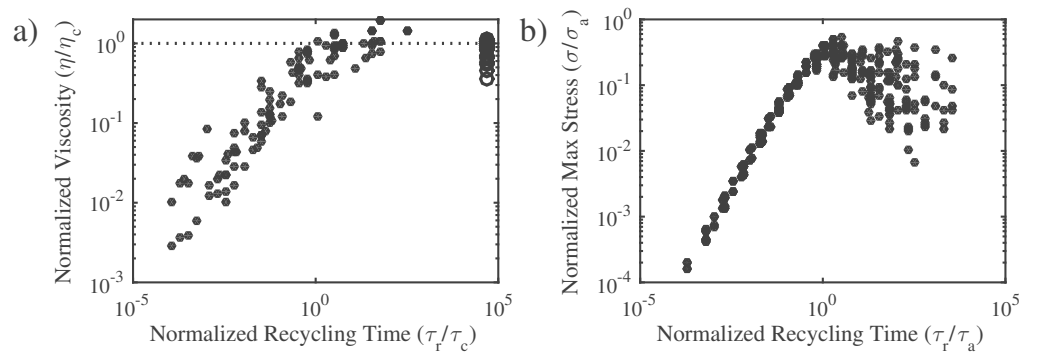 a)
Normalized Viscosity (η/η_c)
10^0
10^-1
10^-2
10^-3
10^-5
10^0
10^5
Normalized Recycling Time (τ_r/τ_c)
b)
Normalized Max Stress (σ/σ_a)
10^0
10^-1
10^-2
10^-3
10^-4
10^-5
10^0
10^5
Normalized Recycling Time (τ_r/τ_a)